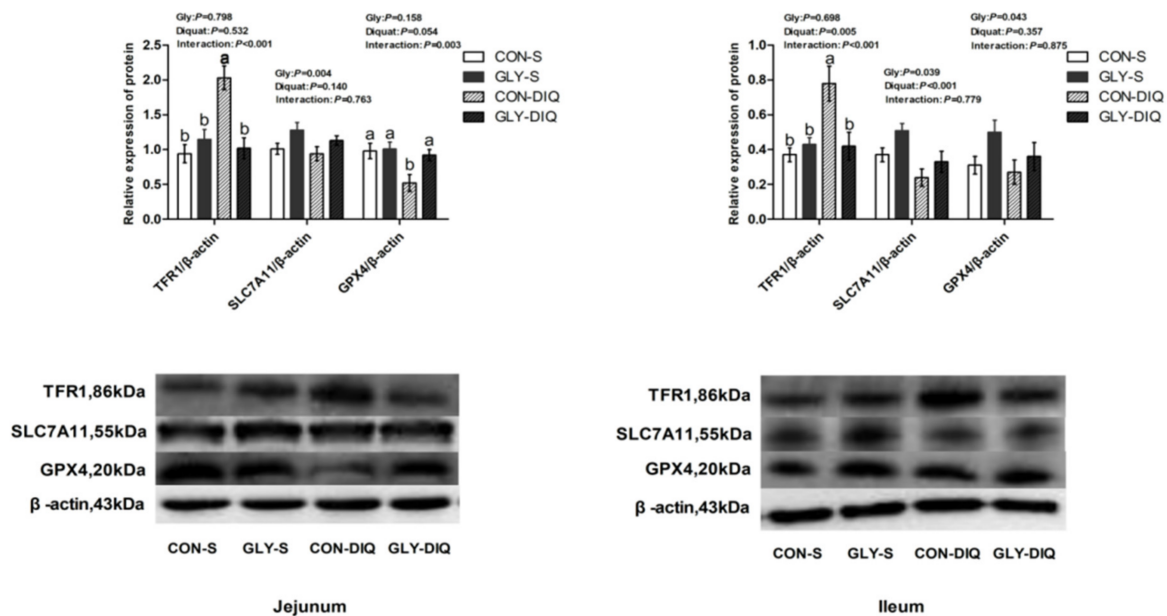 Gly:P=0.798
Diquat:P=0.532
Interaction:P<0.001
Gly:P=0.158
Diquat:P=0.054
Interaction:P=0.003
Gly:P=0.004
Diquat:P=0.140
Interaction:P=0.763
Relative expression of protein
2.5
2.0
1.5
1.0
0.5
0.0
b b a b
a a b a
TFR1/β-actin
SLC7A11/β-actin
GPX4/β-actin
CON-S
GLY-S
CON-DIQ
GLY-DIQ
Gly:P=0.698
Diquat:P=0.005
Interaction:P<0.001
Gly:P=0.043
Diquat:P=0.357
Interaction:P=0.875
Gly:P=0.039
Diquat:P<0.001
Interaction:P=0.779
Relative expression of protein
1.0
0.8
0.6
0.4
0.2
0.0
b b a b
TFR1/β-actin
SLC7A11/β-actin
GPX4/β-actin
CON-S
GLY-S
CON-DIQ
GLY-DIQ
TFR1,86kDa
SLC7A11,55kDa
GPX4,20kDa
β -actin,43kDa
CON-S GLY-S CON-DIQ GLY-DIQ
Jejunum
TFR1,86kDa
SLC7A11,55kDa
GPX4,20kDa
β -actin,43kDa
CON-S GLY-S CON-DIQ GLY-DIQ
Ileum